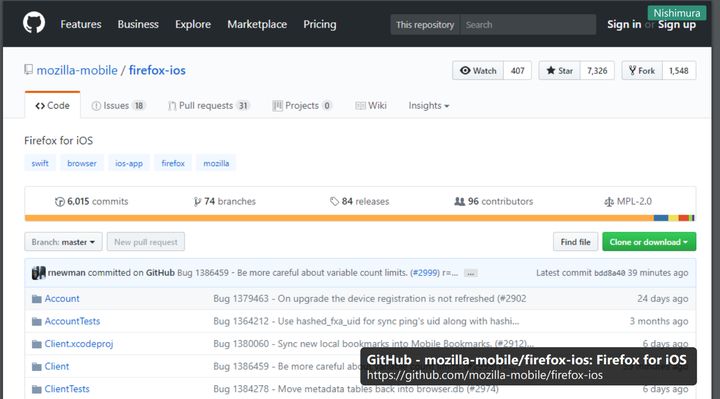 Nishimura
Features Business Explore Marketplace Pricing This repository Search Sign in or Sign up
mozilla-mobile / firefox-ios Watch 407 Star 7,326 Fork 1,548
Code Issues 18 Pull requests 31 Projects 0 Wiki Insights
Firefox for iOS
swift browser ios-app firefox mozilla
6,015 commits 74 branches 84 releases 96 contributors MPL-2.0
Branch: master New pull request Find file Clone or download
rnewman committed on GitHub Bug 1386459 - Be more careful about variable count limits. (#2999) r=... ... Latest commit bdd8a40 39 minutes ago
Account Bug 1379463 - On upgrade the device registration is not refreshed (#2902 24 days ago
AccountTests Bug 1364212 - Use hashed_fxa_uid for sync ping's uid along with hashi... 3 months ago
Client.xcodeproj Bug 1380060 - Sync new local bookmarks into Mobile Bookmarks. (#2912)... 6 days ago
Client Bug 1386459 - Be more careful about variable
GitHub - mozilla-mobile/firefox-ios: Firefox for iOS
https://github.com/mozilla-mobile/firefox-ios
ClientTests Bug 1384278 - Move metadata tables back into browser.db (#2974) 6 days ago